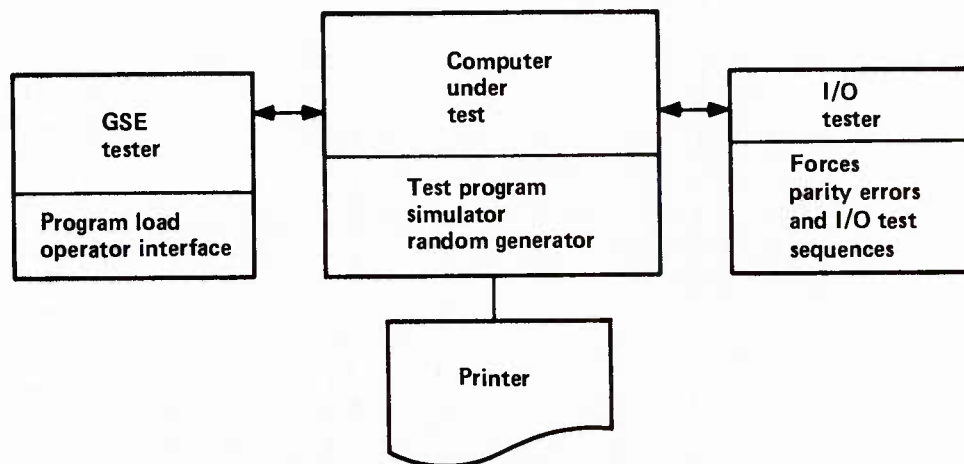 GSE
tester
Program load
operator interface
Computer
under
test
Test program
simulator
random generator
I/O
tester
Forces
parity errors
and I/O test
sequences
Printer